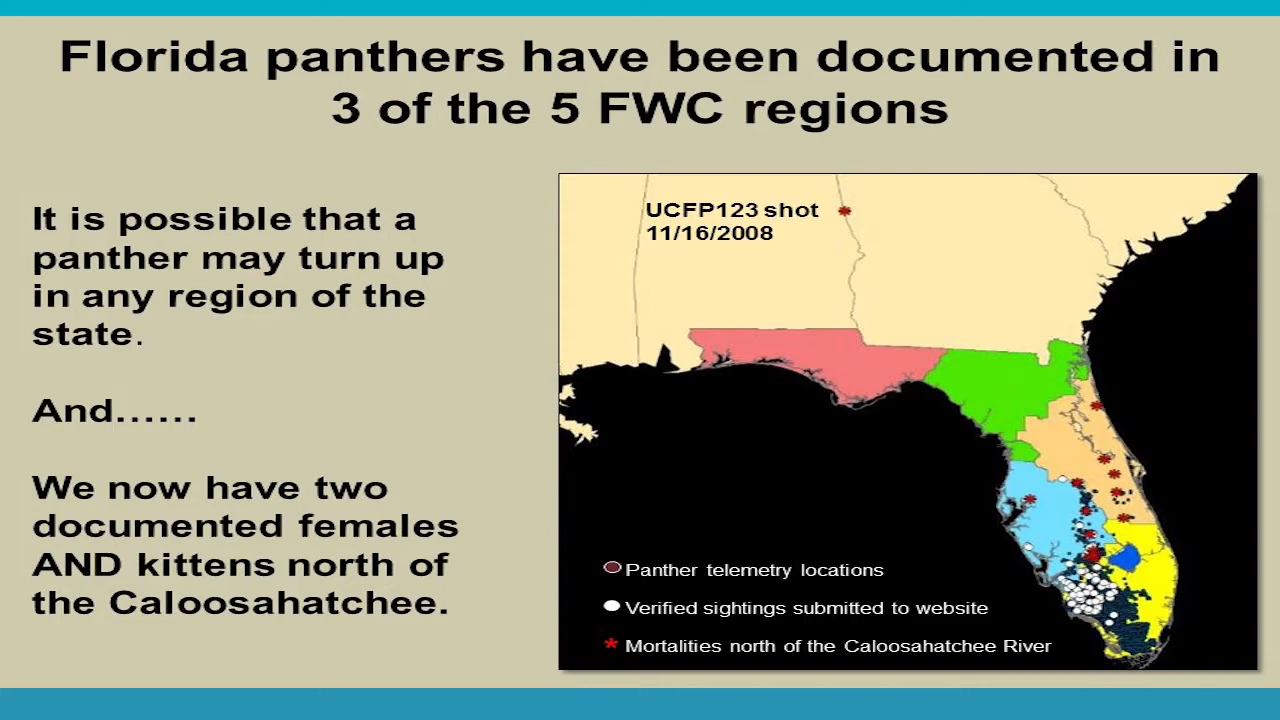 Florida panthers have been documented in
3 of the 5 FWC regions
It is possible that a
panther may turn up
in any region of the
state.
And......
We now have two
documented females
AND kittens north of
the Caloosahatchee.
UCFP123 shot
11/16/2008
Panther telemetry locations
Verified sightings submitted to website
* Mortalities north of the Caloosahatchee River